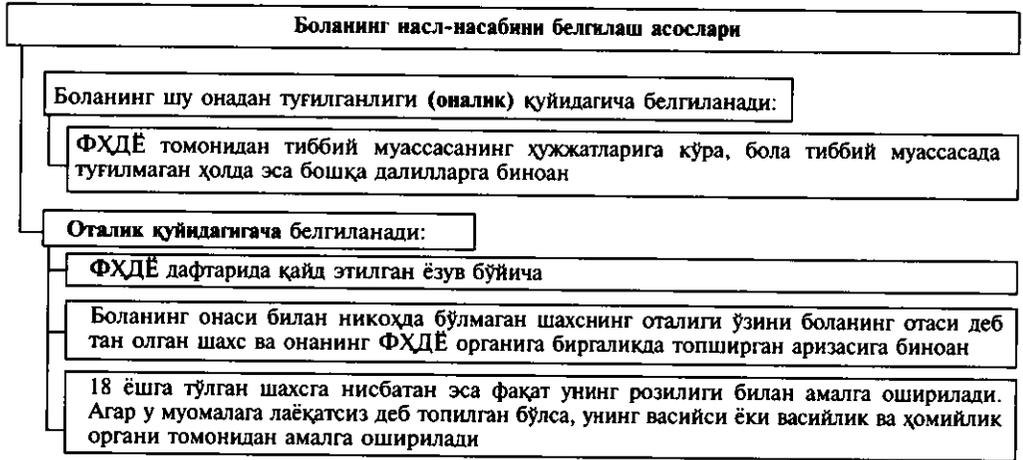 Боланинг насл-насабини белгилаш асослари
Боланинг шу онадан туғилганлиги (оналик) қуйидагича белгиланади:
ФҲДЁ томонидан тиббий муассасанинг ҳужжатларига кўра, бола тиббий муассасада
туғилмаган ҳолда эса бошқа далилларга биноан
Оталик қуйидагигача белгиланади:
ФҲДЁ дафтарида қайд этилган ёзув бўйича
Боланинг онаси билан никоҳда бўлмаган шахснинг оталиги ўзини боланинг отаси деб
тан олган шахс ва онанинг ФҲДЁ органига биргаликда топширган аризасига биноан
18 ёшга тўлган шахсга нисбатан эса фақат унинг розилиги билан амалга оширилади.
Агар у муомалага лаёқатсиз деб топилган бўлса, унинг васийси ёки васийлик ва ҳомийлик
органи томонидан амалга оширилади